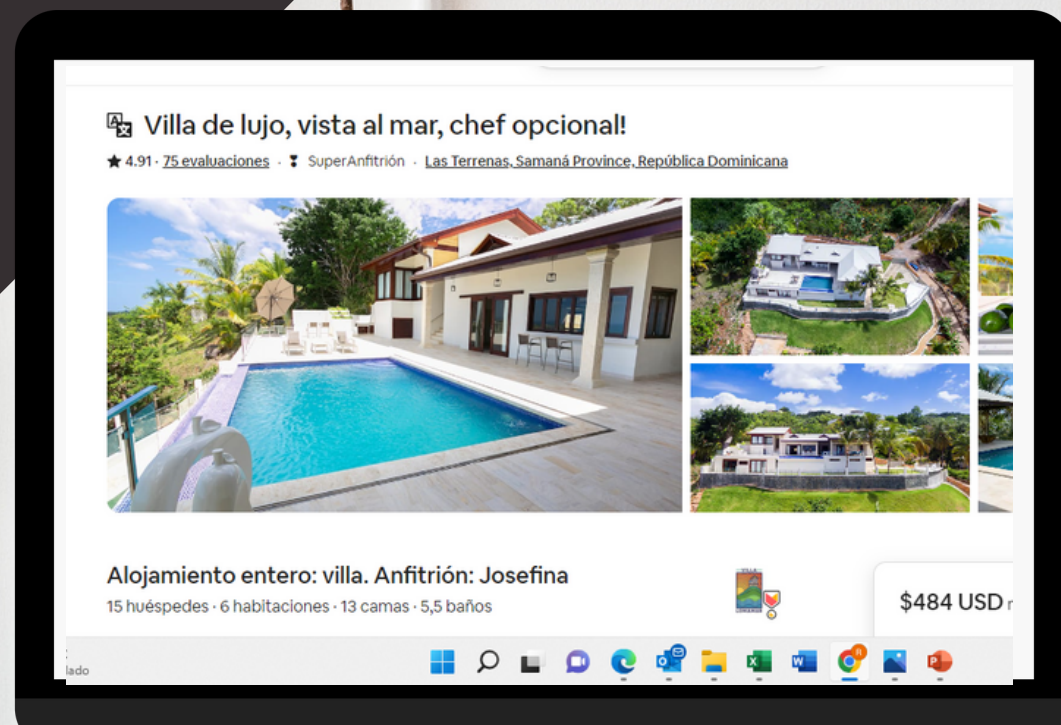 Villa de lujo, vista al mar, chef opcional!
★ 4.91 · 75 evaluaciones · SuperAnfitrión · Las Terrenas, Samaná Province, República Dominicana
Alojamiento entero: villa. Anfitrión: Josefina
15 huéspedes · 6 habitaciones · 13 camas · 5,5 baños
$484 USD